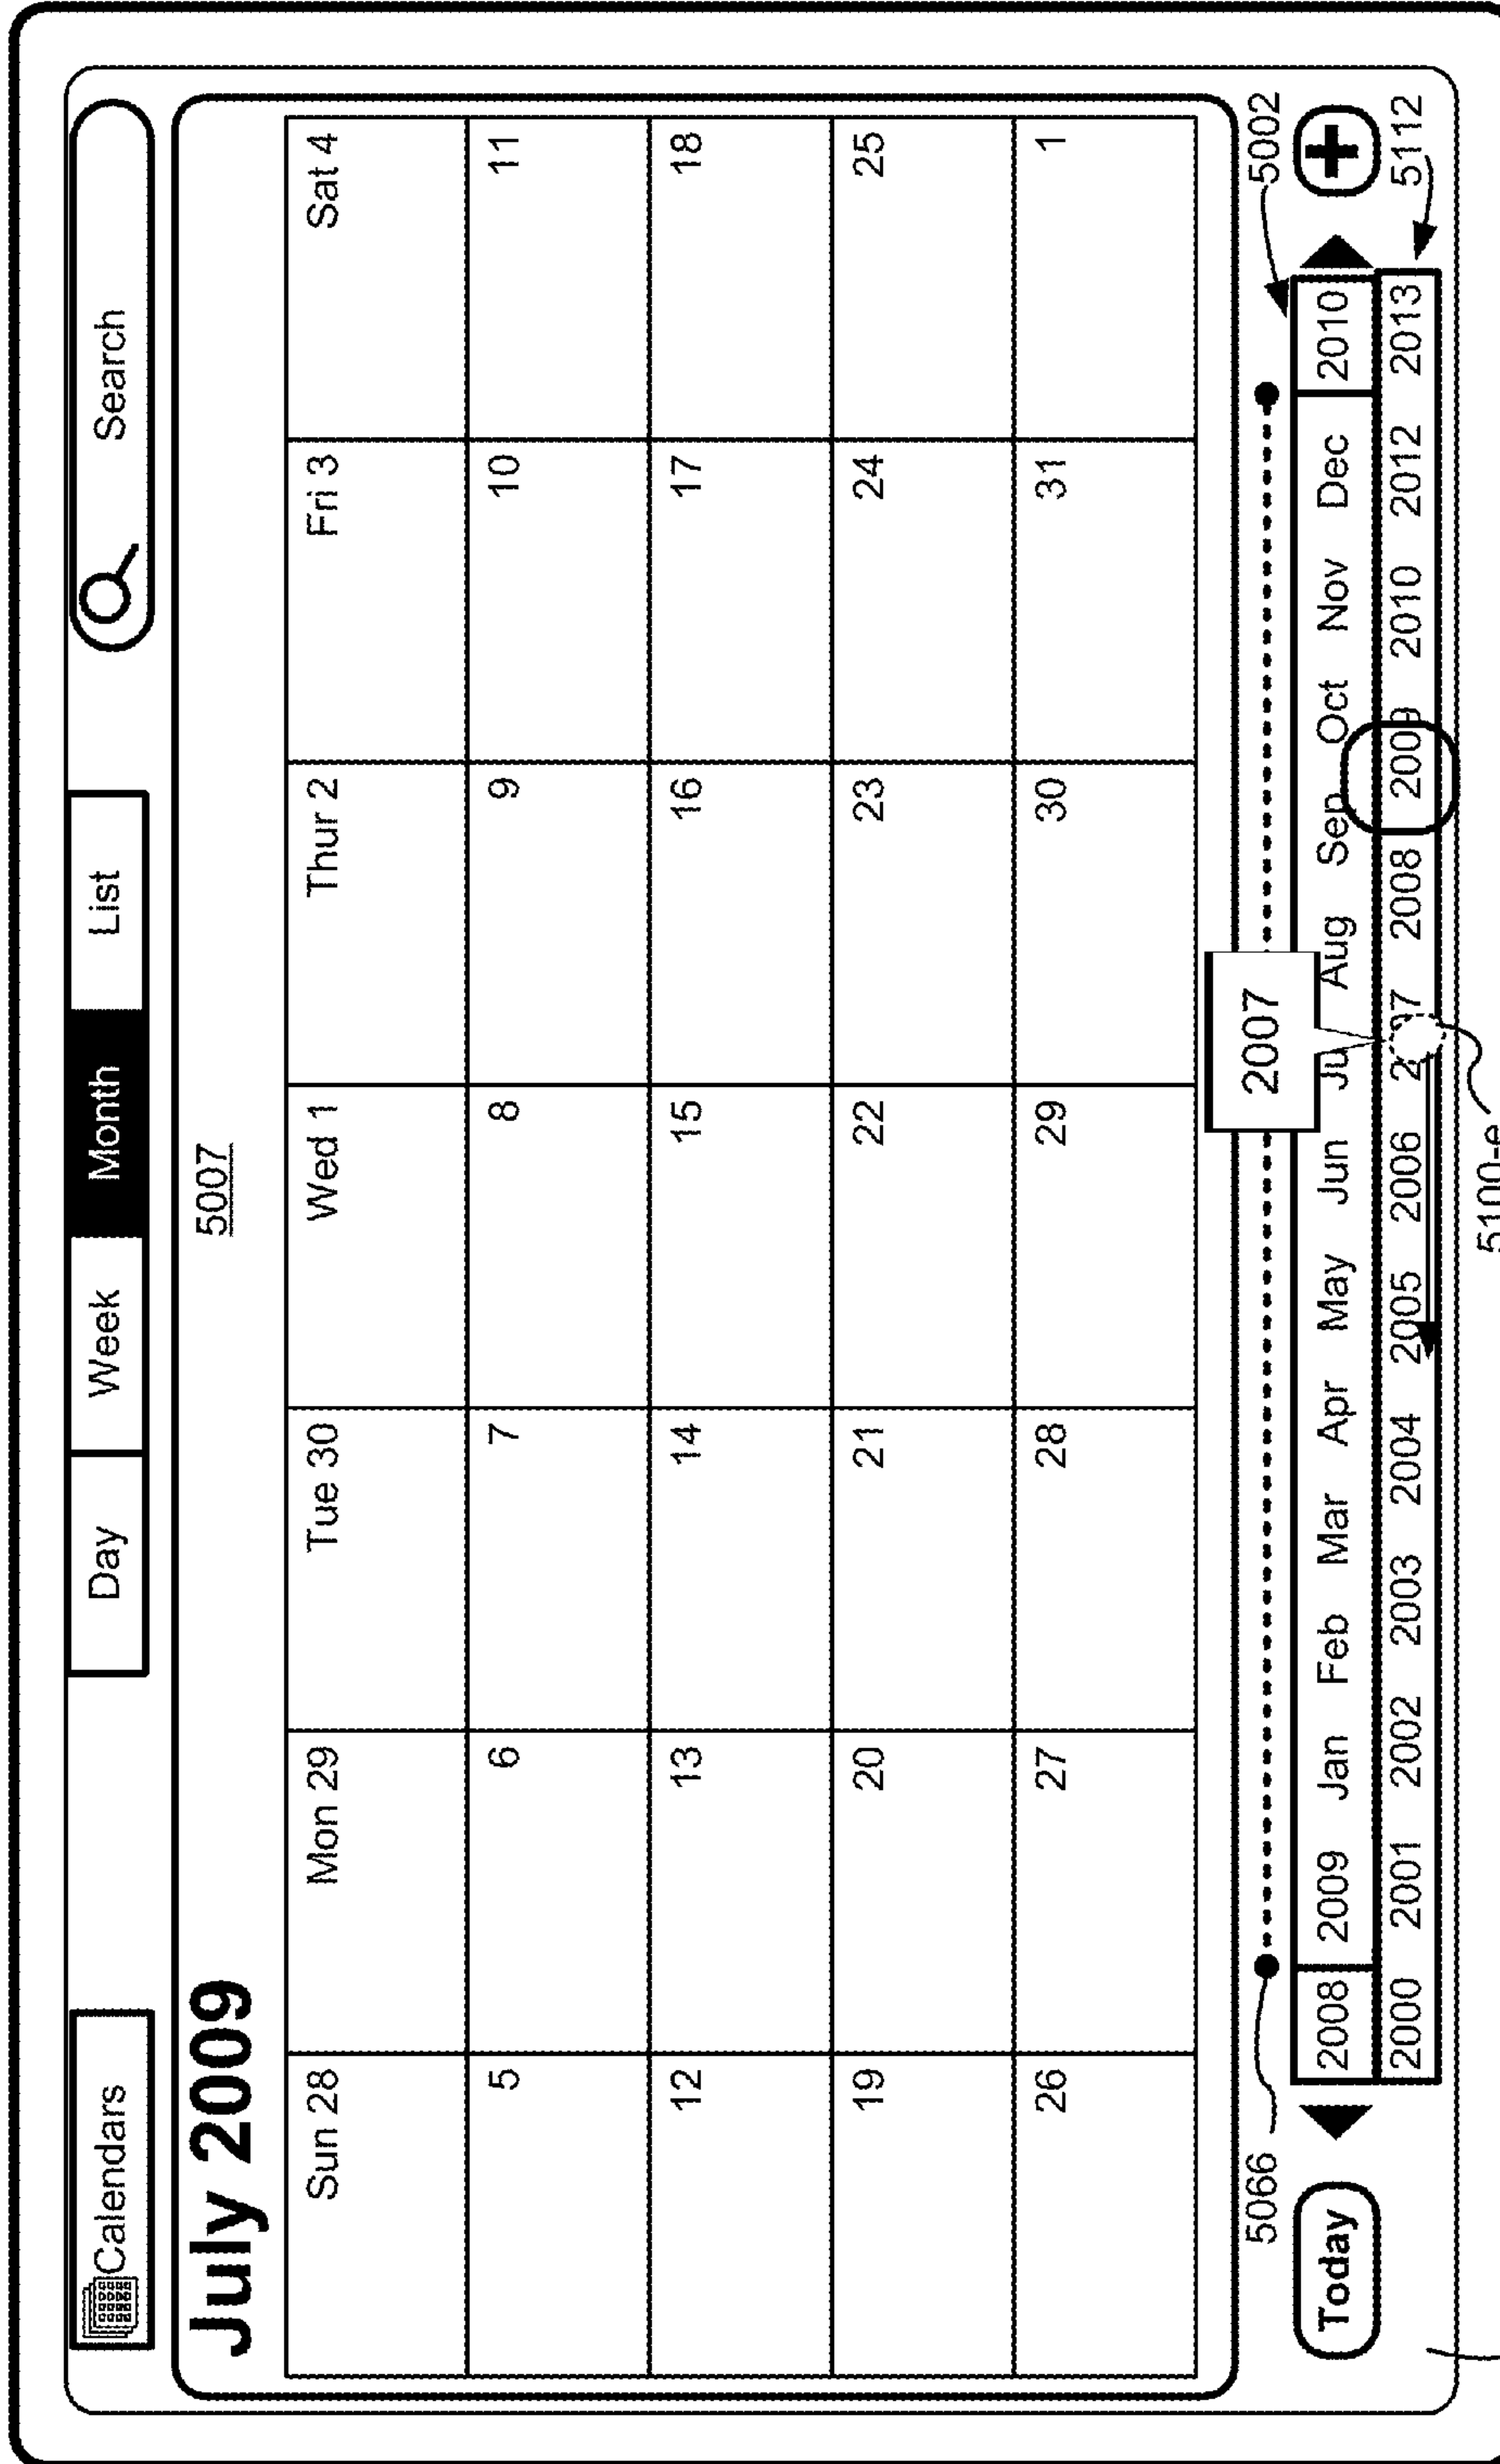 Calendars Day Week Month List Search
July 2009 5007
Sun 28 Mon 29 Tue 30 Wed 1 Thur 2 Fri 3 Sat 4
5 6 7 8 9 10 11
12 13 14 15 16 17 18
19 20 21 22 23 24 25
26 27 28 29 30 31 1
5066 2007 5002
Today 2008 2009 Jan Feb Mar Apr May Jun Ju Aug Sep Oct Nov Dec 2010 +
2000 2001 2002 2003 2004 2005 2006 2007 2008 2009 2010 2012 2013 5112
5100-e